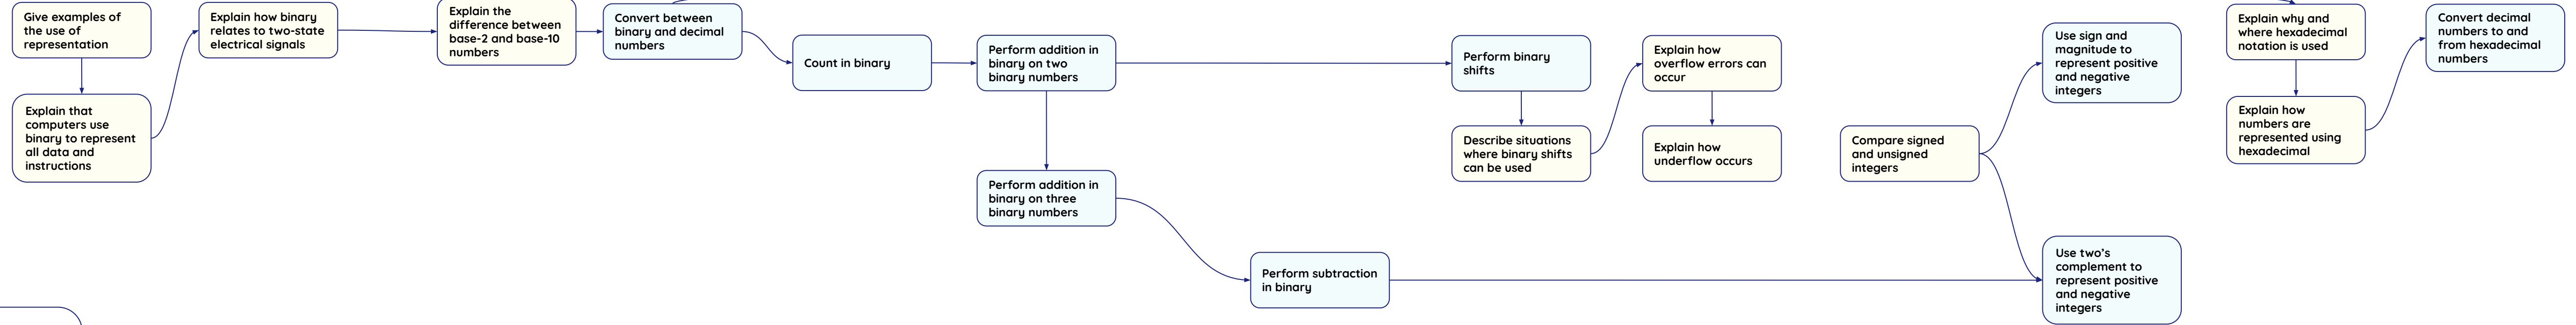 Give examples of
the use of
representation
Explain that
computers use
binary to represent
all data and
instructions
Explain how binary
relates to two-state
electrical signals
Explain the
difference between
base-2 and base-10
numbers
Convert between
binary and decimal
numbers
Count in binary
Perform addition in
binary on two
binary numbers
Perform addition in
binary on three
binary numbers
Perform subtraction
in binary
Perform binary
shifts
Describe situations
where binary shifts
can be used
Explain how
overflow errors can
occur
Explain how
underflow occurs
Compare signed
and unsigned
integers
Use sign and
magnitude to
represent positive
and negative
integers
Use two’s
complement to
represent positive
and negative
integers
Explain why and
where hexadecimal
notation is used
Explain how
numbers are
represented using
hexadecimal
Convert decimal
numbers to and
from hexadecimal
numbers